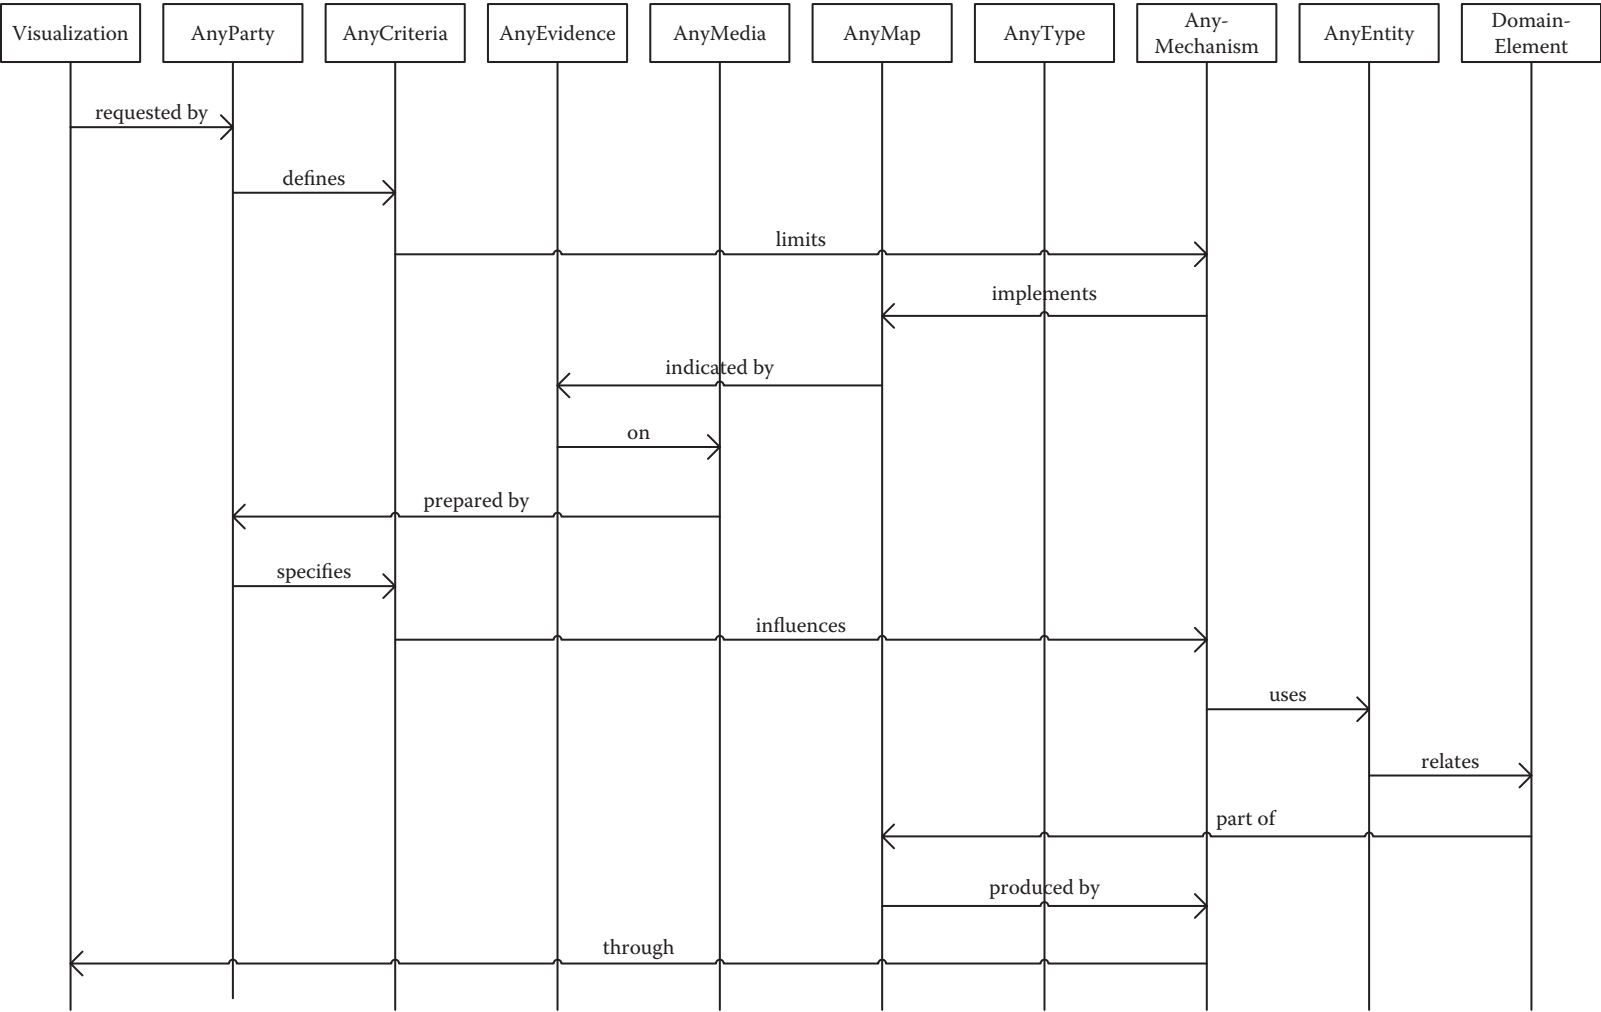 Visualization
AnyParty
AnyCriteria
AnyEvidence
AnyMedia
AnyMap
AnyType
Any-
Mechanism
AnyEntity
Domain-
Element
requested by
defines
limits
implements
indicated by
on
prepared by
specifies
influences
uses
relates
part of
produced by
through